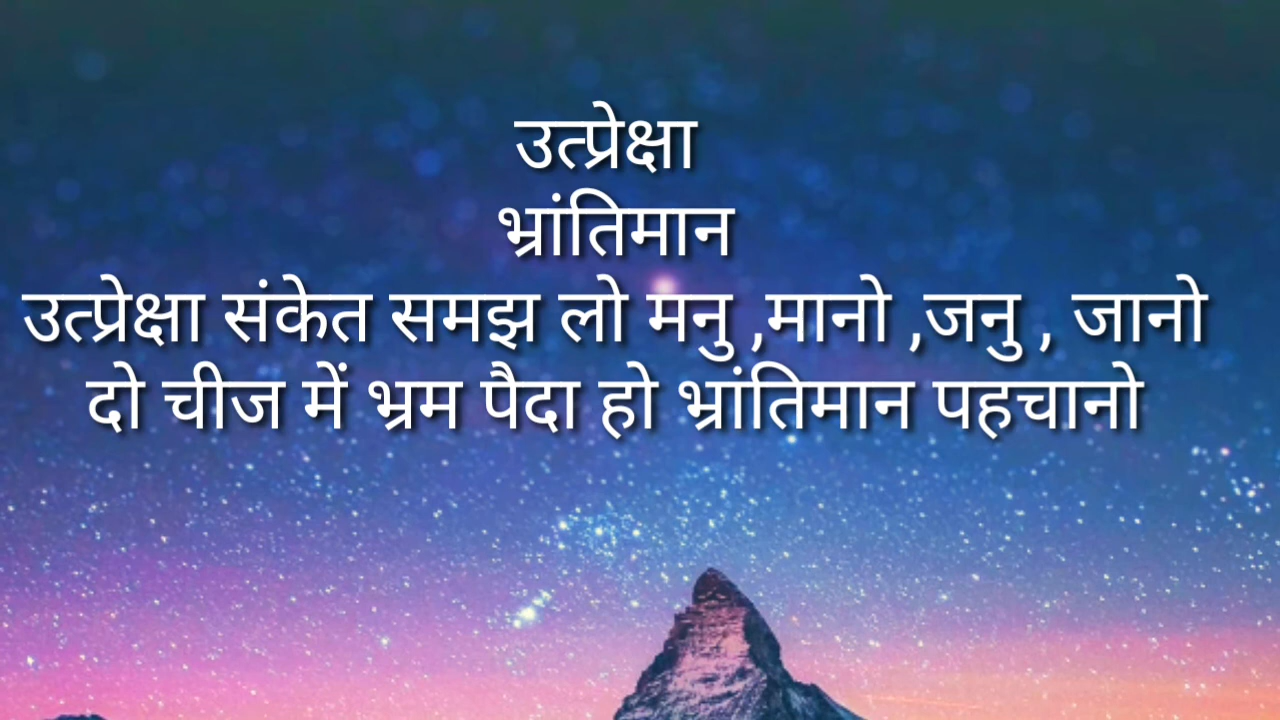 उत्प्रेक्षा
भ्रांतिमान
उत्प्रेक्षा संकेत समझ लो मनु ,मानो ,जनु , जानो
दो चीज में भ्रम पैदा हो भ्रांतिमान पहचानो